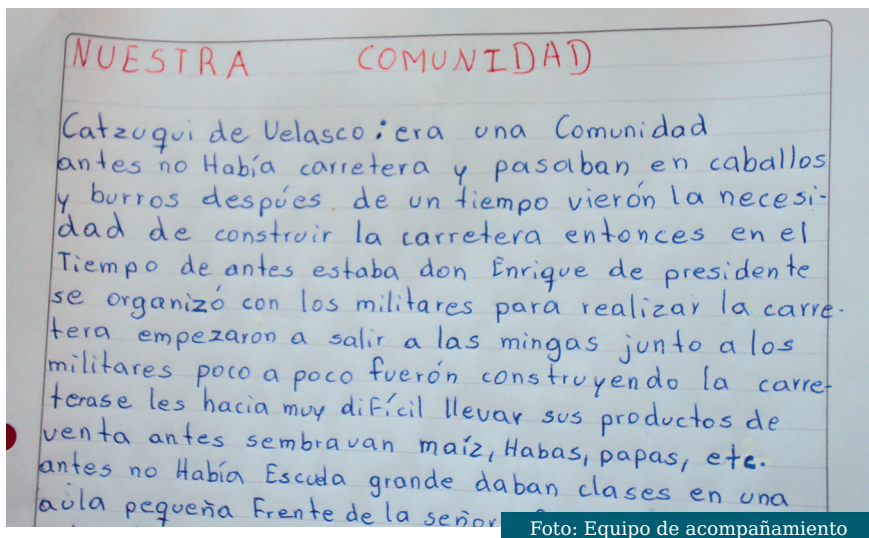 NUESTRA COMUNIDAD
Catzuqui de Velasco: era una Comunidad
antes no Había carretera y pasaban en caballos
y burros despúes de un tiempo vierón la necesi-
dad de construir la carretera entonces en el
Tiempo de antes estaba don Enrique de presidente
se organizó con los militares para realizar la carre-
tera empezaron a salir a las mingas junto a los
militares poco a poco fuerón construyendo la carre-
terase les hacia muy difícil llevar sus productos de
venta antes sembravan maíz, Habas, papas, etc.
antes no Había Escuela grande daban clases en una
aula pequeña Frente de la señor
Foto: Equipo de acompañamiento